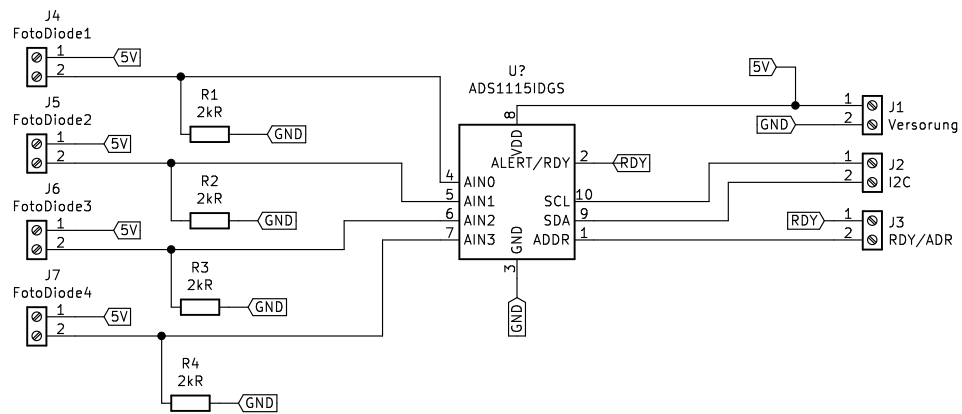 J4
FotoDiode1
1
5V
2
R1
2kR
GND
J5
FotoDiode2
1
5V
2
R2
2kR
GND
J6
FotoDiode3
1
5V
2
R3
2kR
GND
J7
FotoDiode4
1
5V
2
R4
2kR
GND
U?
ADS1115IDGS
8
VDD
ALERT/RDY
2
RDY
4
AIN0
5
AIN1
6
AIN2
7
AIN3
SCL
10
SDA
9
ADDR
1
GND
3
GND
5V
GND
1
2
J1
Versorung
1
2
J2
I2C
RDY
1
2
J3
RDY/ADR